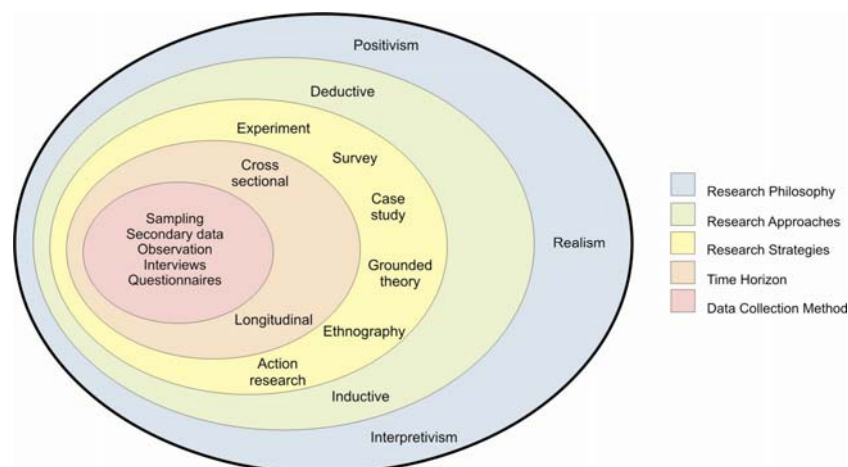 Positivism
Deductive
Experiment
Survey
Cross
sectional
Case
study
Sampling
Secondary data
Observation
Interviews
Questionnaires
Realism
Grounded
theory
Longitudinal
Ethnography
Action
research
Inductive
Interpretivism
Research Philosophy
Research Approaches
Research Strategies
Time Horizon
Data Collection Method